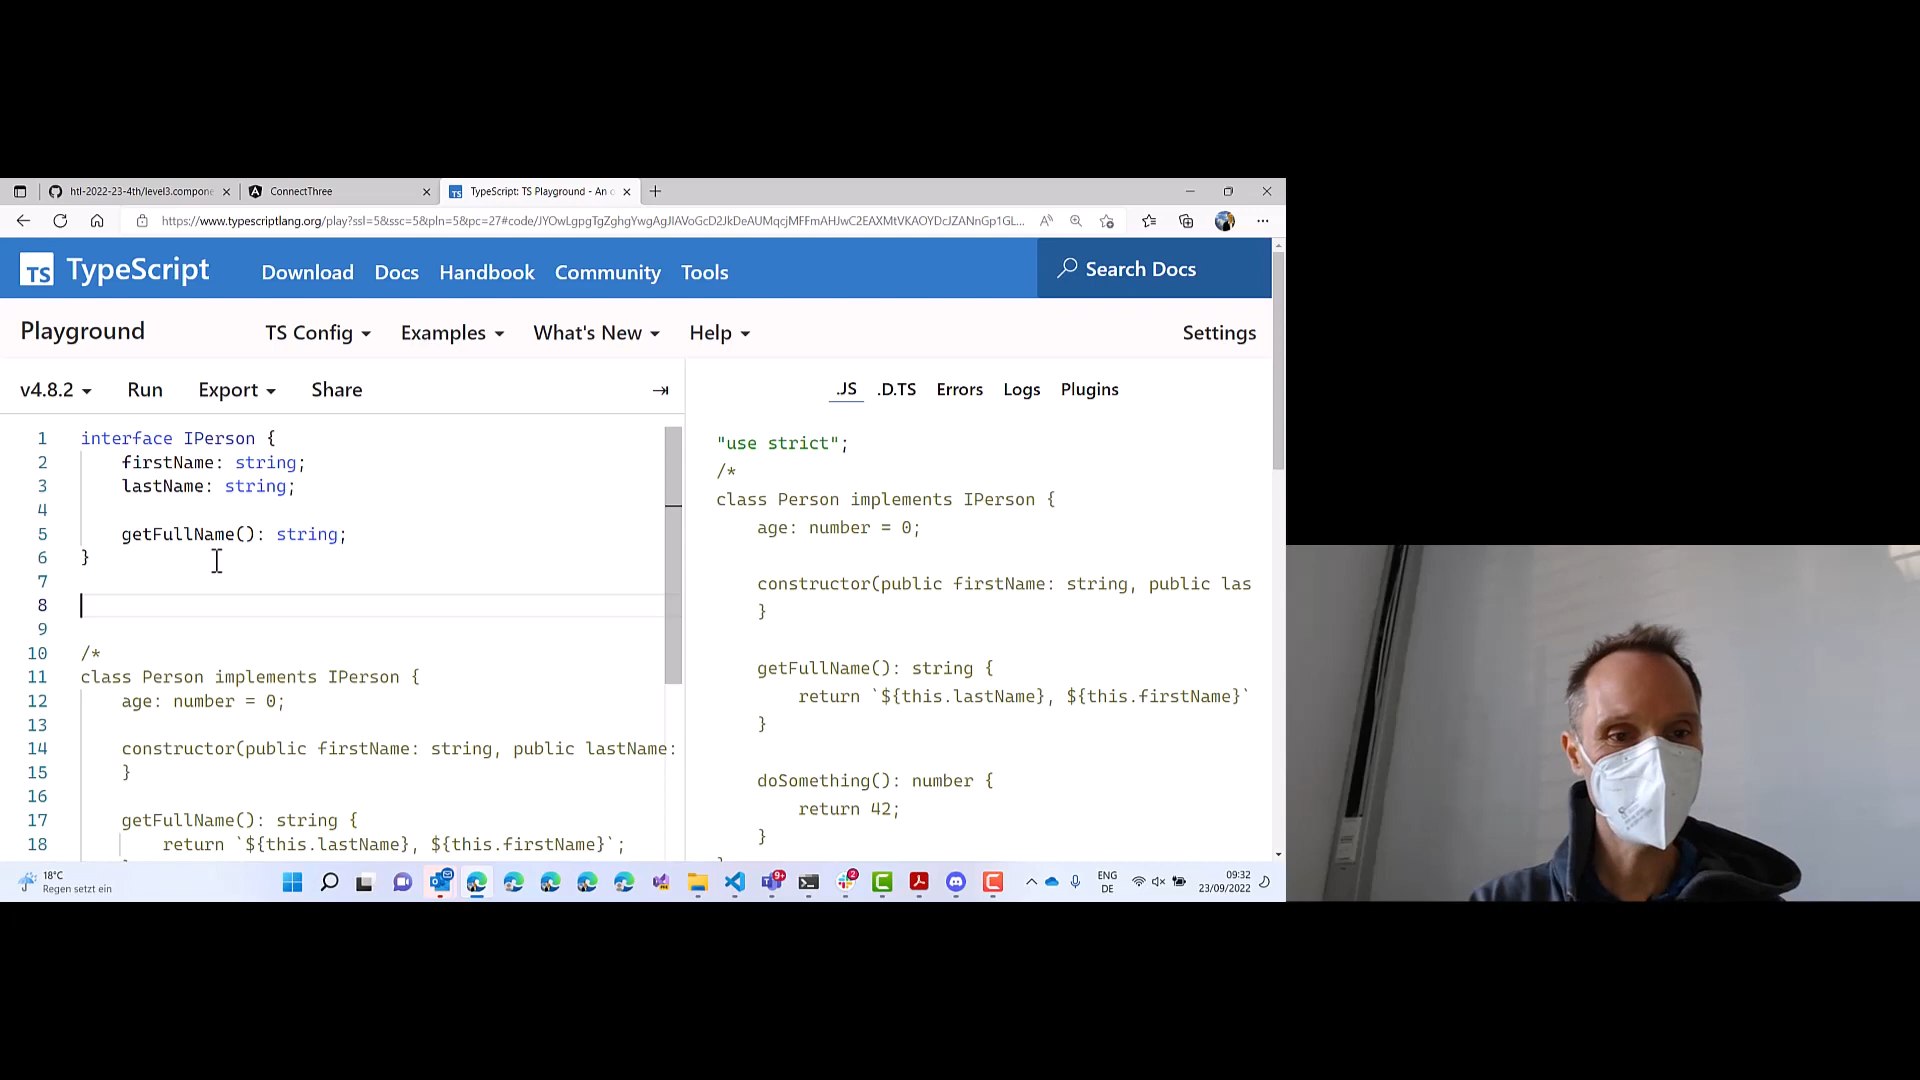 htl-2022-23-4th/level3.compone
ConnectThree
TypeScript: TS Playground - An
https://www.typescriptlang.org/play?ssl=5&ssc=5&pln=5&pc=27#code/JYOwLgpgTgZghgYwgAgJIAVoGcD2JkDeAUMqcjMFFmAHJwC2EAXMtVKAOYDcJZANnGp1GL...
TS TypeScript
Download
Docs
Handbook
Community
Tools
Search Docs
Playground
TS Config
Examples
What's New
Help
Settings
v4.8.2
Run
Export
Share
.JS
.D.TS
Errors
Logs
Plugins
1 interface IPerson {
2 firstName: string;
3 lastName: string;
4
5 getFullName(): string;
6 }
7
8
9
10 /*
11 class Person implements IPerson {
12 age: number = 0;
13
14 constructor(public firstName: string, public lastName:
15 }
16
17 getFullName(): string {
18 return `${this.lastName}, ${this.firstName}`;
"use strict";
/*
class Person implements IPerson {
age: number = 0;
constructor(public firstName: string, public las
}
getFullName(): string {
return `${this.lastName}, ${this.firstName}`
}
doSomething(): number {
return 42;
}
18°C
Regen setzt ein
9+
2
ENG
DE
09:32
23/09/2022